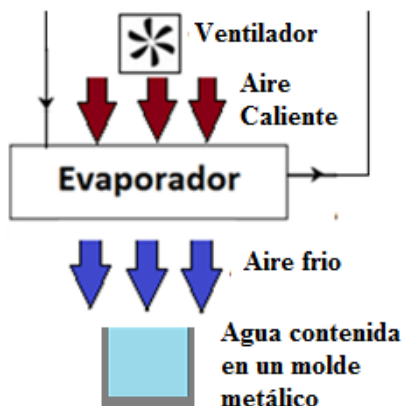 Ventilador
Aire
Caliente
Evaporador
Aire frio
Agua contenida
en un molde
metálico